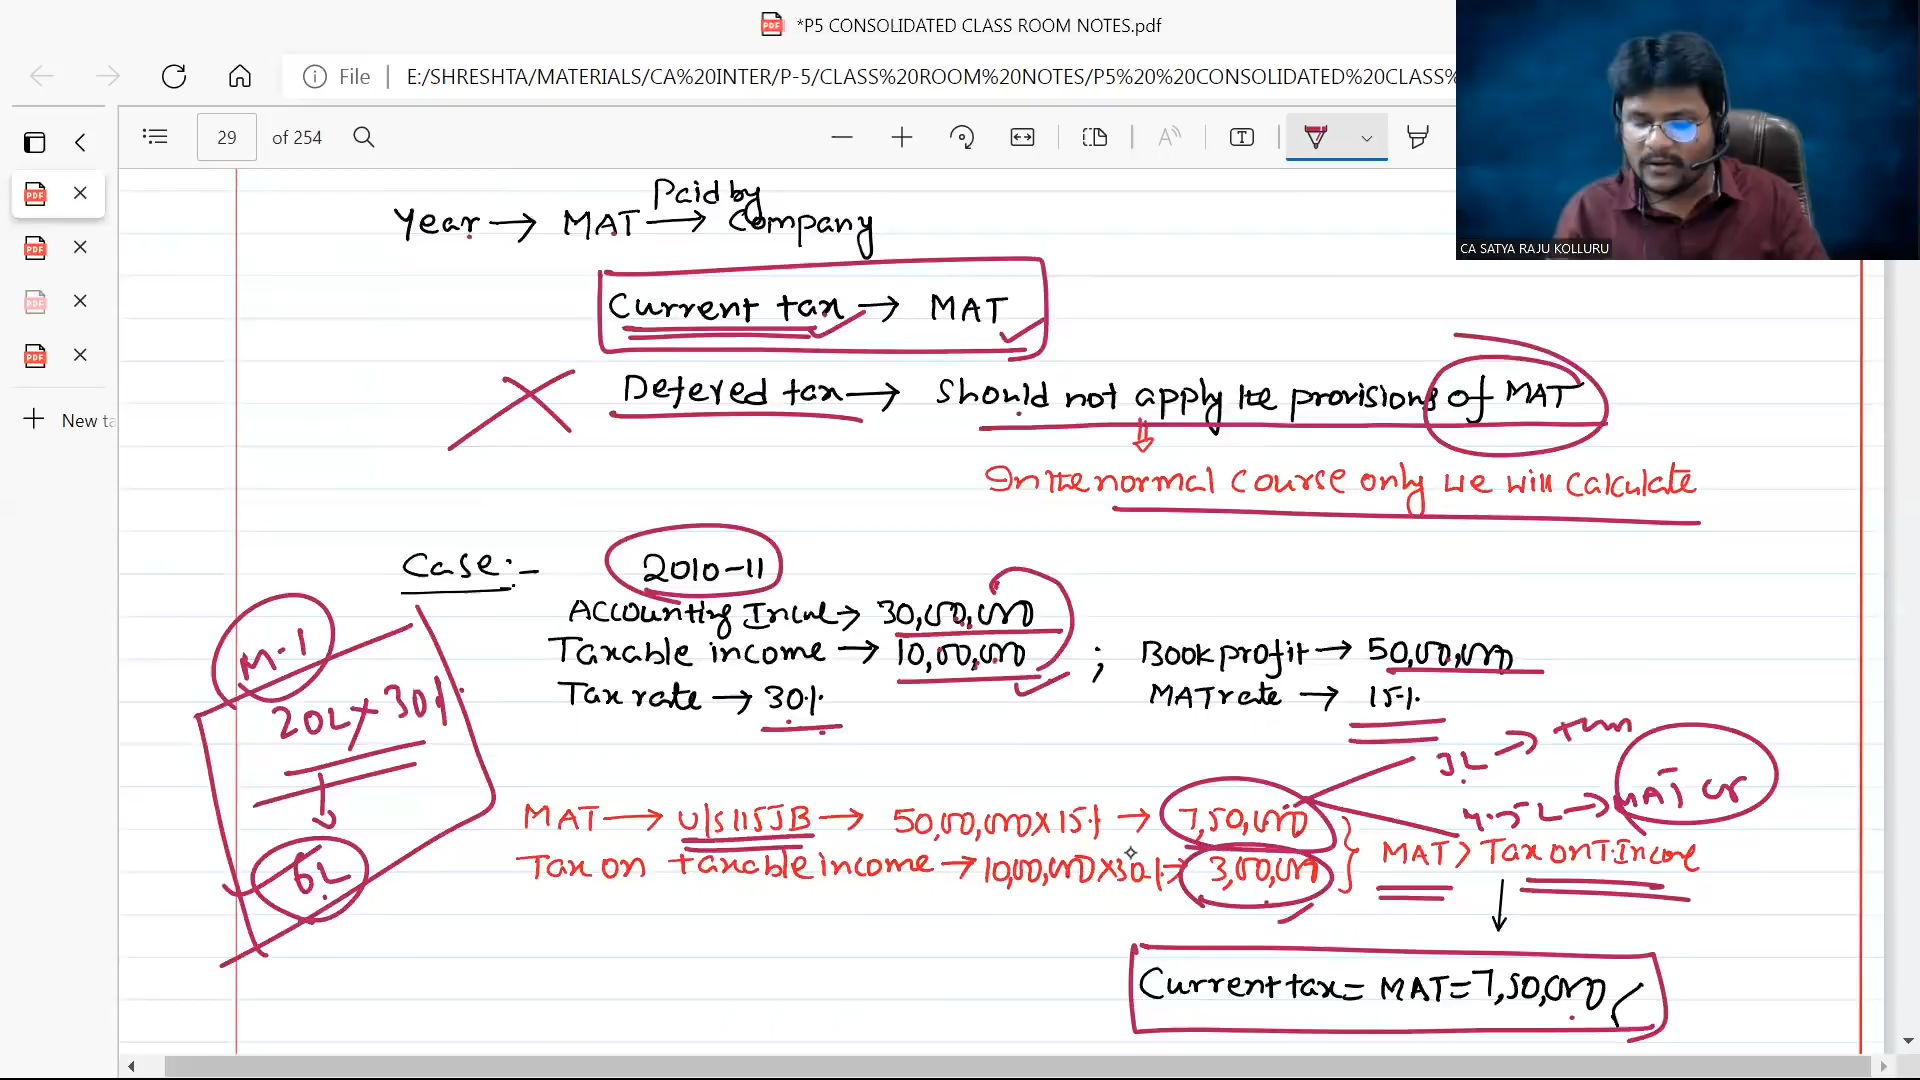 *P5 CONSOLIDATED CLASS ROOM NOTES.pdf
File E:/SHRESHTA/MATERIALS/CA%20INTER/P-5/CLASS%20ROOM%20NOTES/P5%20%20CONSOLIDATED%20CLASS%
29 of 254
New ta
CA SATYA RAJU KOLLURU
Paid by
Year → MAT → Company
Current tax → MAT
Defered tax → Should not apply the provisions of MAT
In the normal course only we will calculate
Case:- 2010-11
Accounting Income → 30,00,000
Taxable income → 10,00,000 ; Book profit → 50,00,000
Tax rate → 30% MAT rate → 15%
M-1
20L x 30%
6L
3L →
4.5L → MAT cr
MAT → U/s 115JB → 50,00,000 x 15% → 7,50,000
Tax on taxable income → 10,00,000 x 30% → 3,00,000 } MAT > Tax on T.Income
Current tax = MAT = 7,50,000